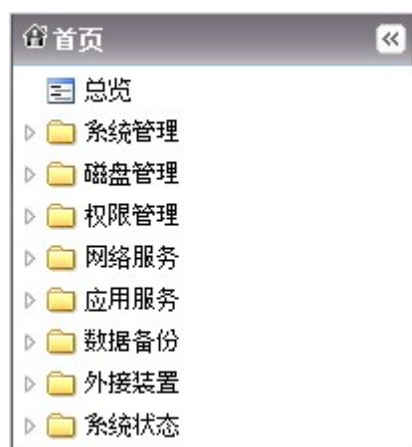 首页
总览
系统管理
磁盘管理
权限管理
网络服务
应用服务
数据备份
外接装置
系统状态